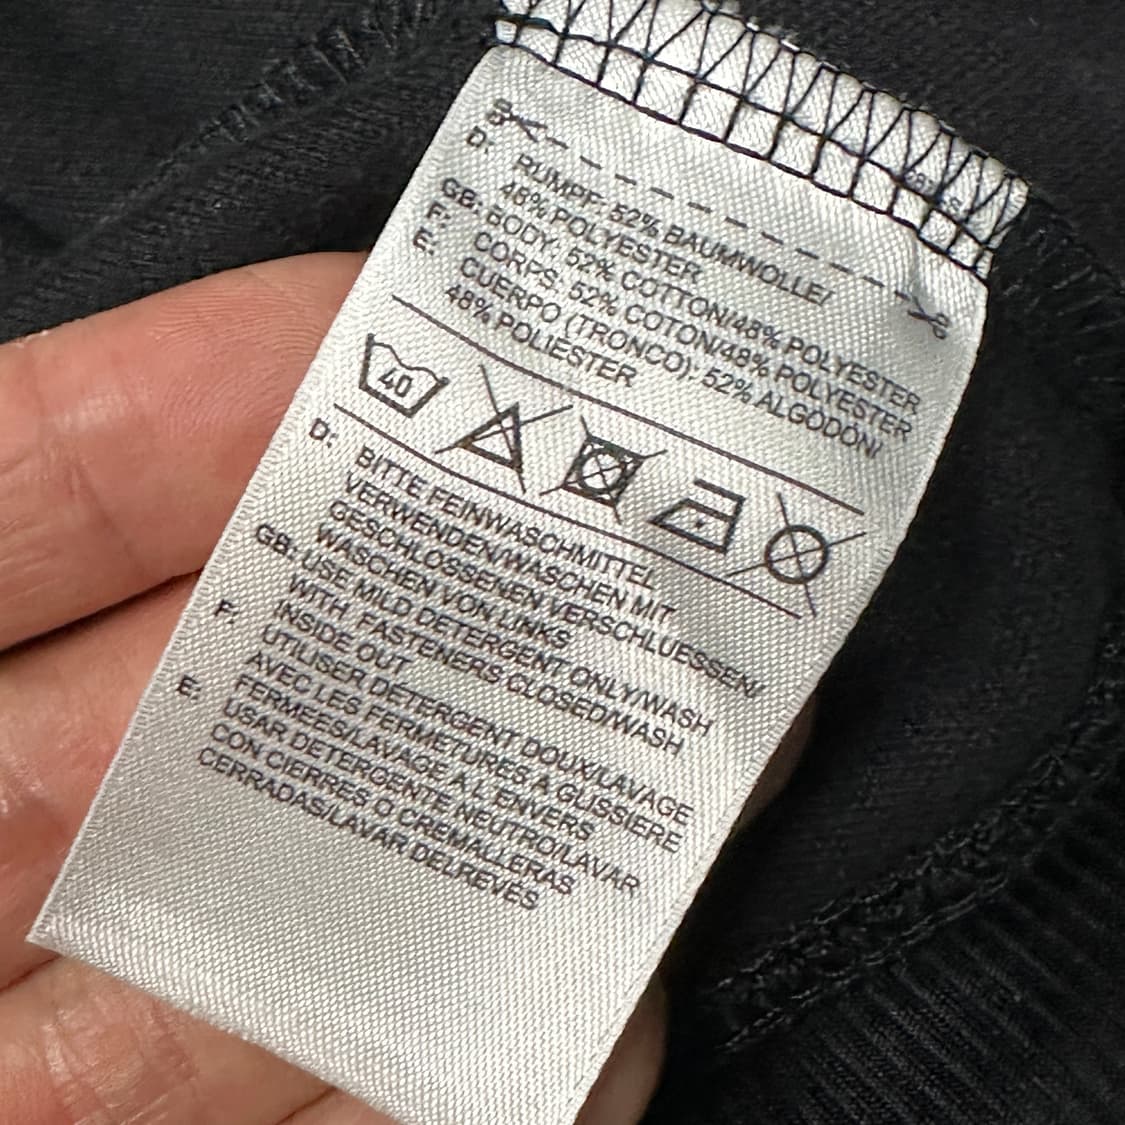 D: RUMPF: 52% BAUMWOLLE/
48% POLYESTER
GB: BODY: 52% COTTON/48% POLYESTER
F: CORPS: 52% COTON/48% POLYESTER
E: CUERPO (TRONCO): 52% ALGODON/
48% POLIESTER
40
D: BITTE FEINWASCHMITTEL
VERWENDEN/WASCHEN MIT
GESCHLOSSENEN VERSCHLUESSEN/
WASCHEN VON LINKS
GB: USE MILD DETERGENT ONLY/WASH
WITH FASTENERS CLOSED/WASH
INSIDE OUT
F: UTILISER DETERGENT DOUX/LAVAGE
AVEC LES FERMETURES A GLISSIERE
FERMEES/LAVAGE A L ENVERS
E: USAR DETERGENTE NEUTRO/LAVAR
CON CIERRES O CREMALLERAS
CERRADAS/LAVAR DELREVES